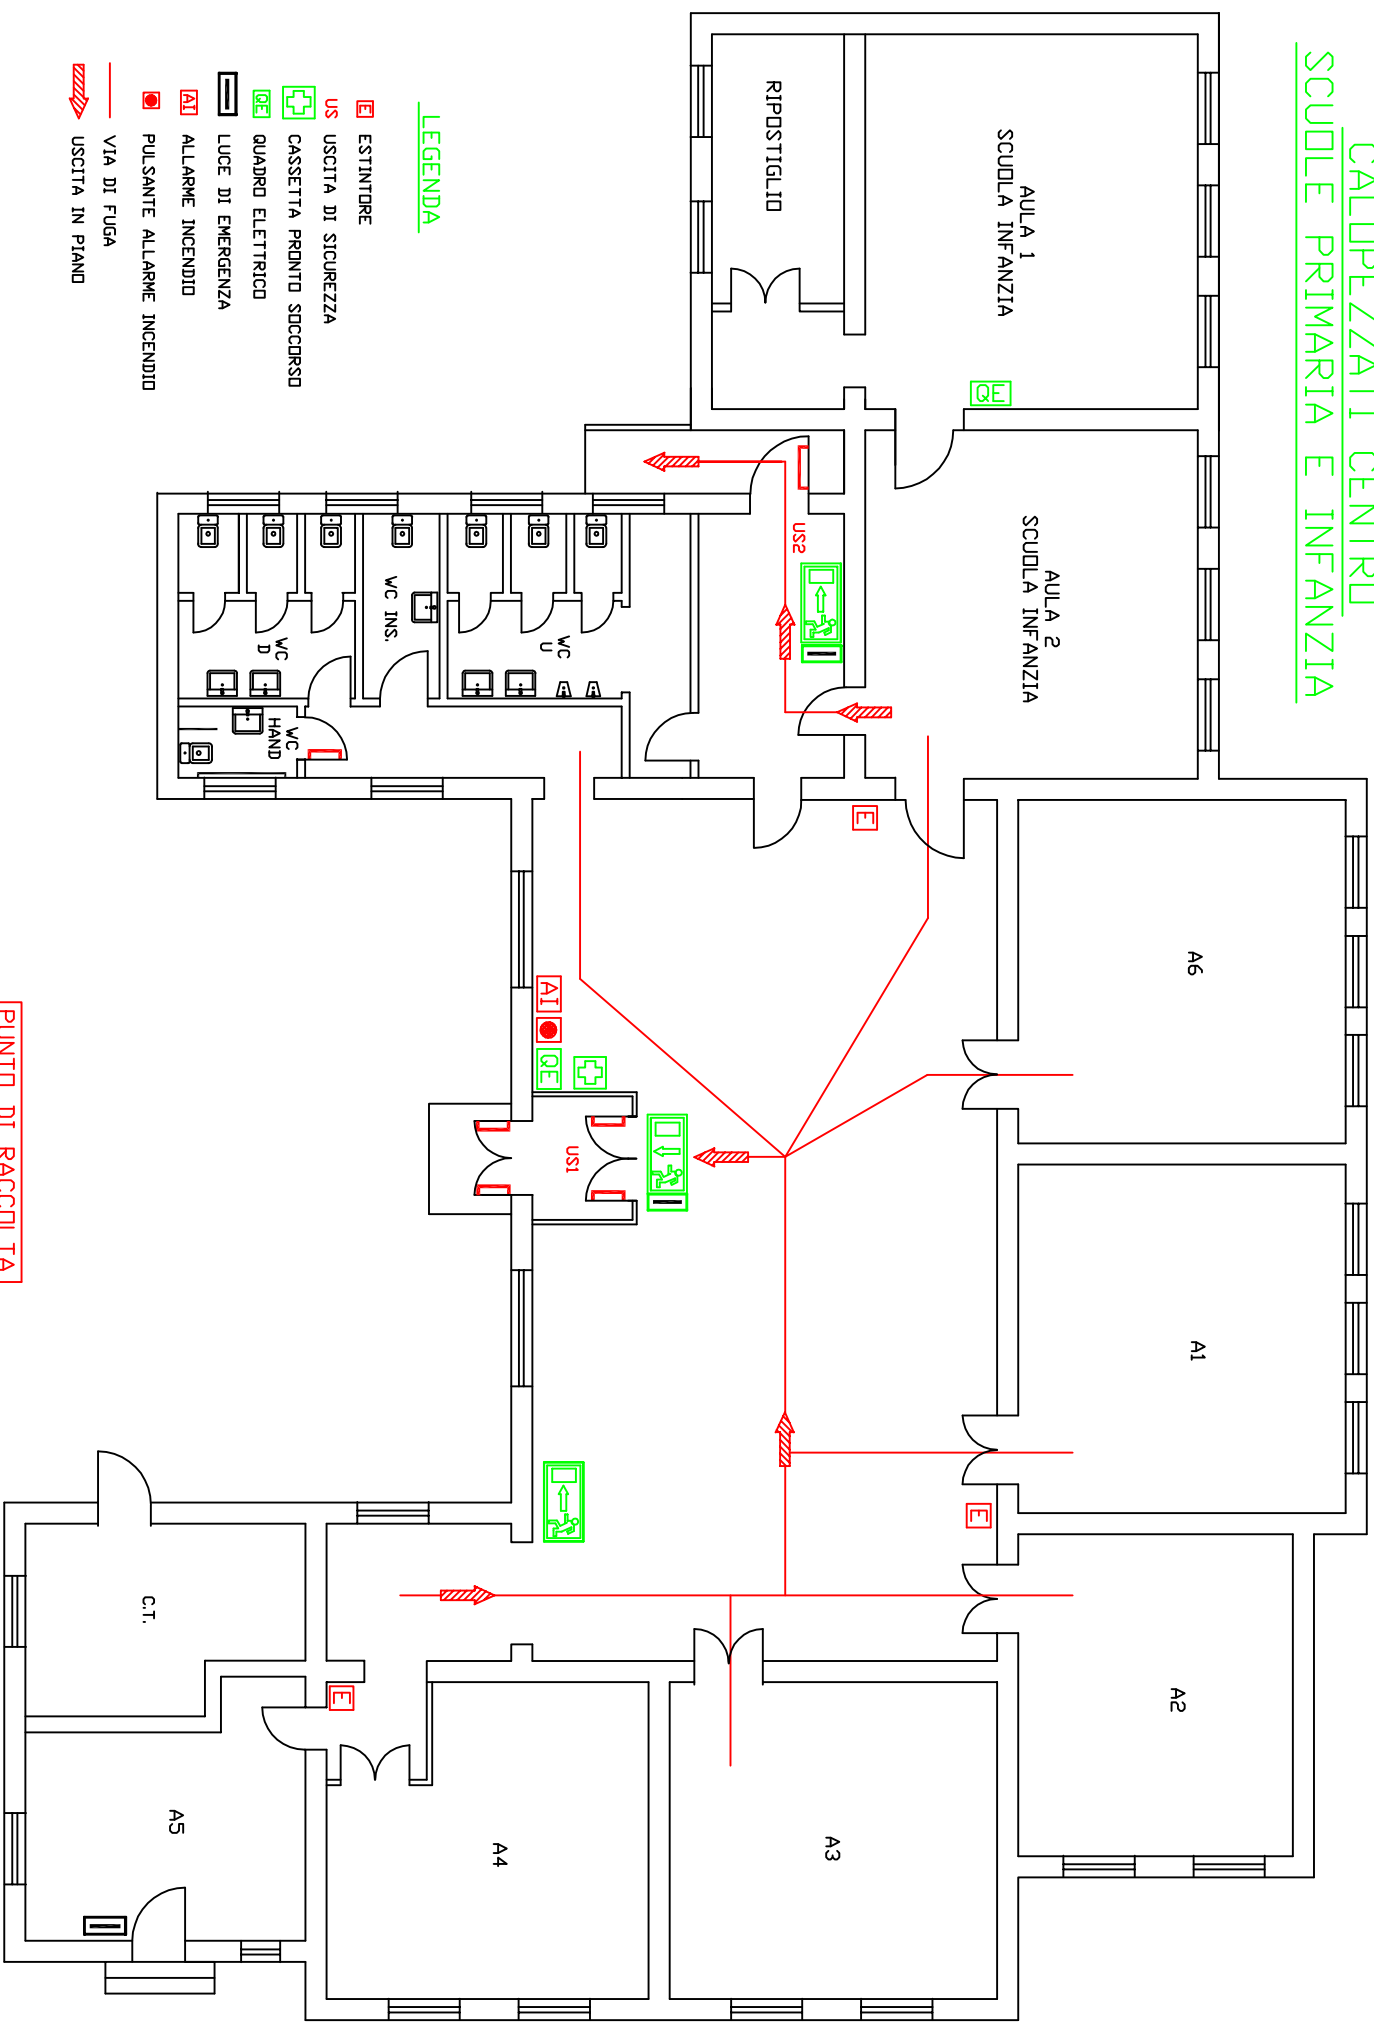 CALOPEZZATI CENTRO
SCUOLE PRIMARIA E INFANZIA
AULA 1
SCUOLA INFANZIA
RIPOSTIGLIO
QE
AULA 2
SCUOLA INFANZIA
US2
WC
U
WC INS.
WC
D
WC
HAND
E
A6
A1
A2
A3
A4
A5
C.T.
E
E
AI
QE
US1
LEGENDA
E ESTINTORE
US USCITA DI SICUREZZA
CASSETTA PRONTO SOCCORSO
QE QUADRO ELETTRICO
LUCE DI EMERGENZA
AI ALLARME INCENDIO
PULSANTE ALLARME INCENDIO
VIA DI FUGA
USCITA IN PIANO
PUNTO DI RACCOLTA